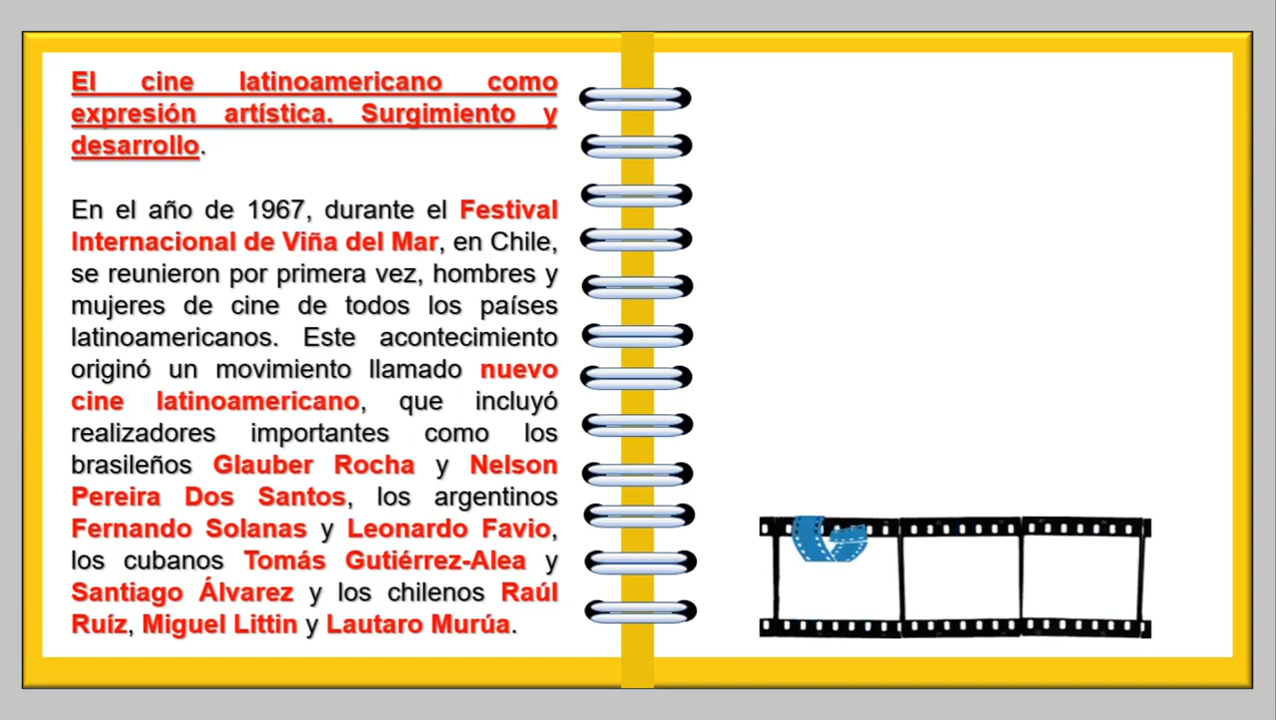 El cine latinoamericano como
expresión artística. Surgimiento y
desarrollo.
En el año de 1967, durante el Festival
Internacional de Viña del Mar, en Chile,
se reunieron por primera vez, hombres y
mujeres de cine de todos los países
latinoamericanos. Este acontecimiento
originó un movimiento llamado nuevo
cine latinoamericano, que incluyó
realizadores importantes como los
brasileños Glauber Rocha y Nelson
Pereira Dos Santos, los argentinos
Fernando Solanas y Leonardo Favio,
los cubanos Tomás Gutiérrez-Alea y
Santiago Álvarez y los chilenos Raúl
Ruíz, Miguel Littin y Lautaro Murúa.